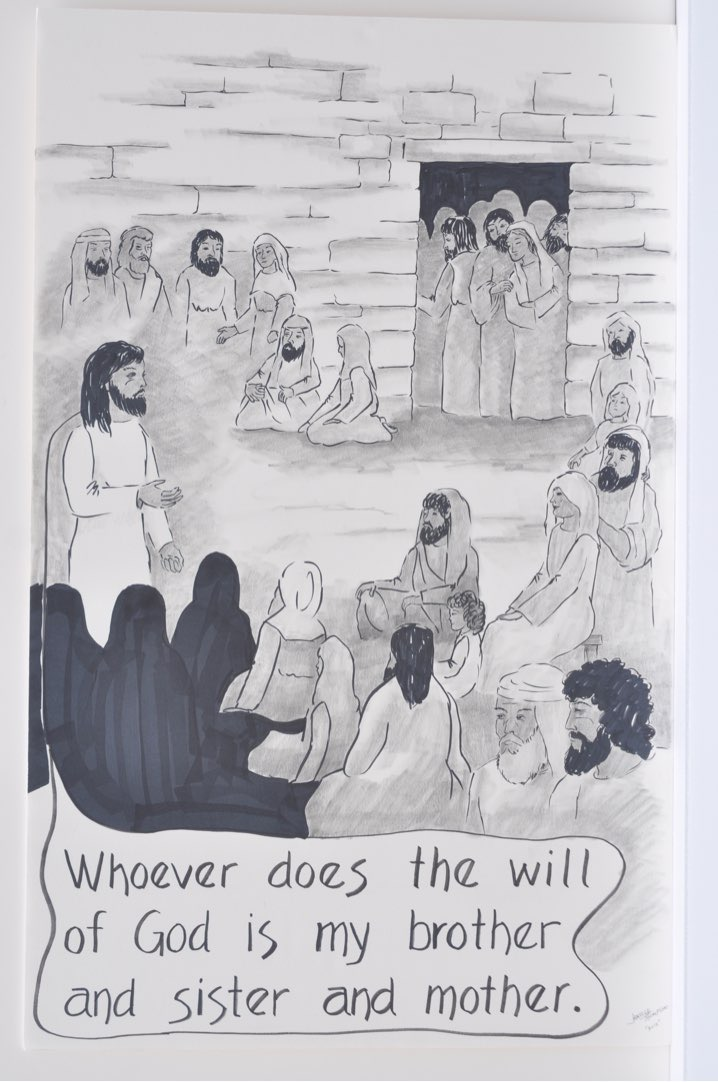 Whoever does the will
of God is my brother
and sister and mother.